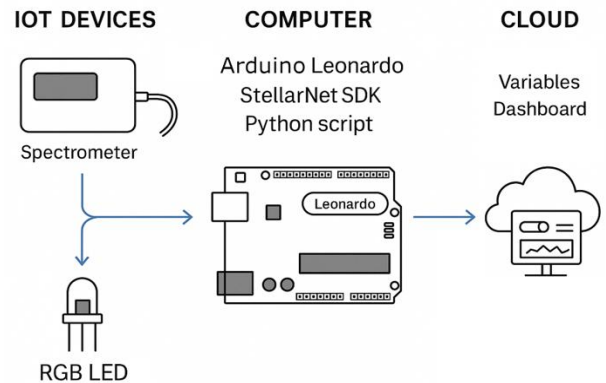 IOT DEVICES
COMPUTER
CLOUD
Spectrometer
RGB LED
Arduino Leonardo
StellarNet SDK
Python script
Leonardo
Variables
Dashboard